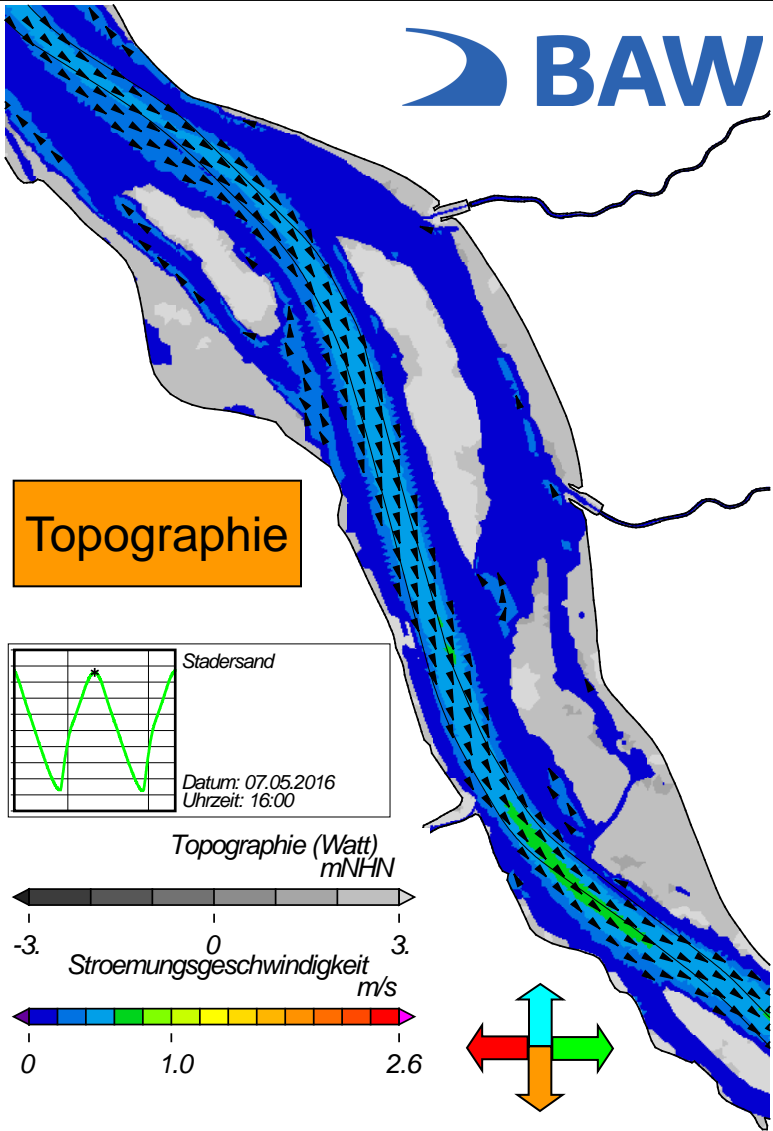 BAW
Topographie
Stadersand
Datum: 07.05.2016
Uhrzeit: 16:00
Topographie (Watt)
mNHN
-3. 0 3.
Stroemungsgeschwindigkeit
m/s
0 1.0 2.6